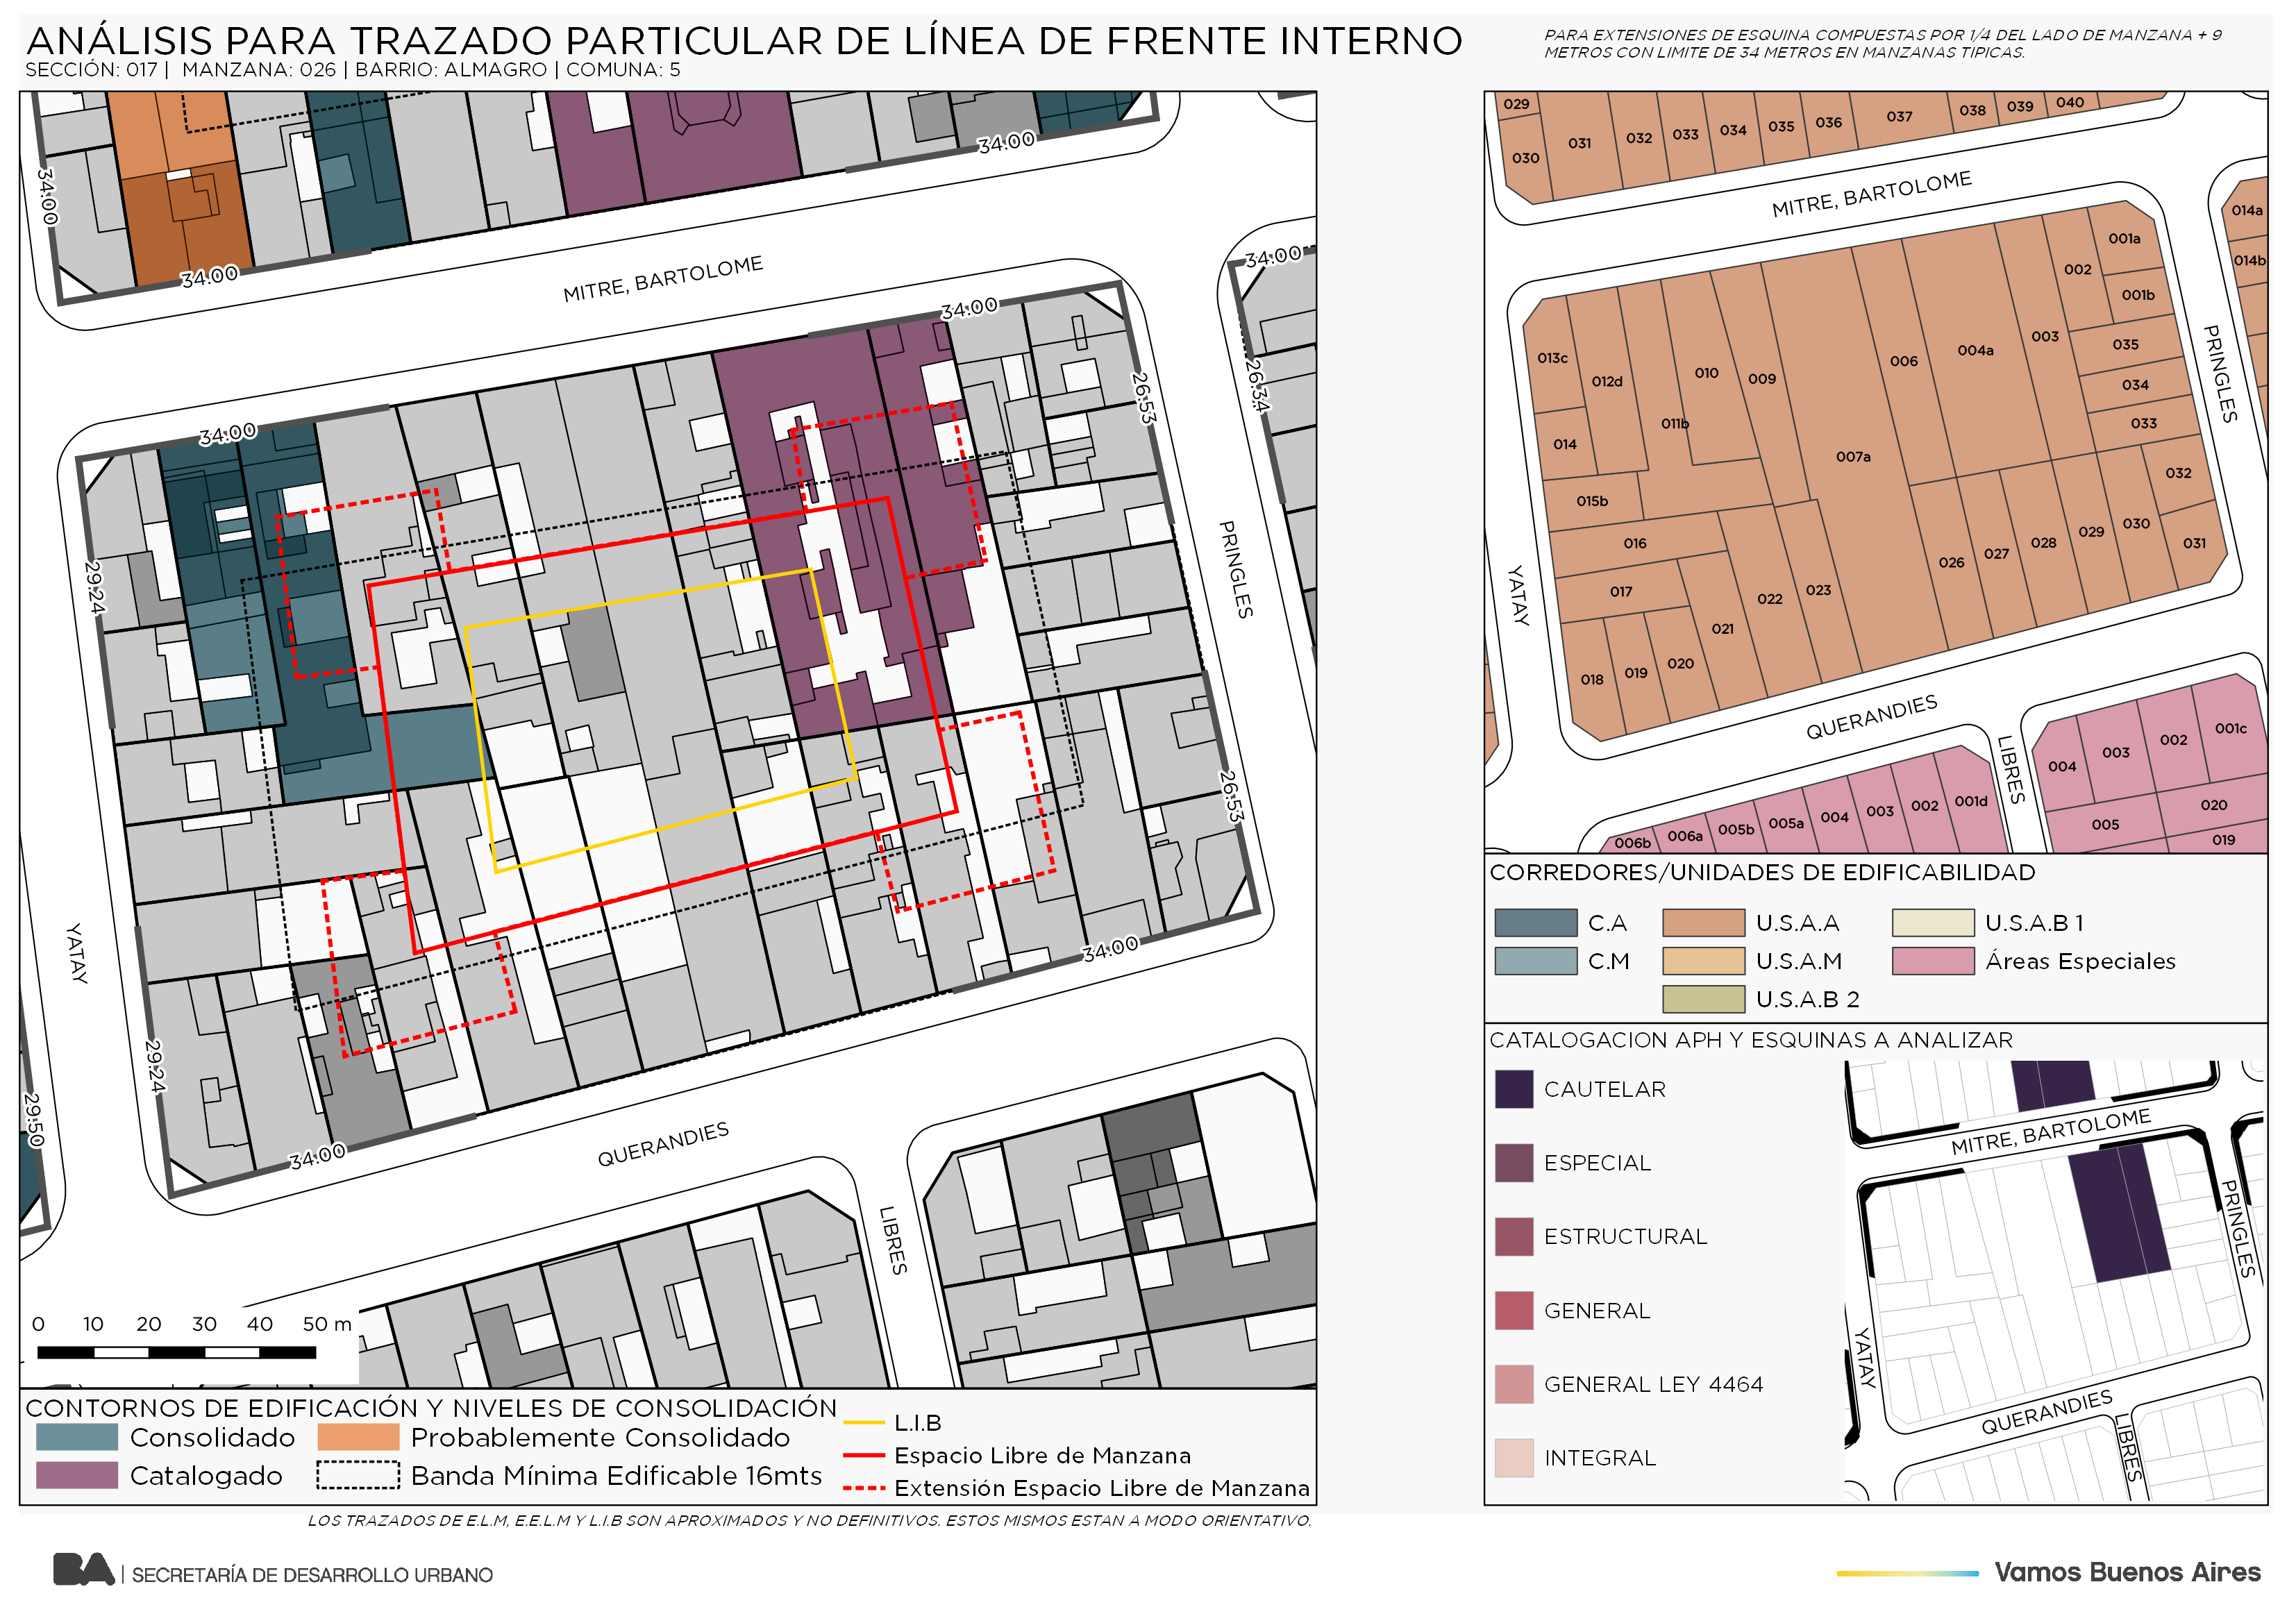 ANÁLISIS PARA TRAZADO PARTICULAR DE LÍNEA DE FRENTE INTERNO
SECCIÓN: 017 | MANZANA: 026 | BARRIO: ALMAGRO | COMUNA: 5
PARA EXTENSIONES DE ESQUINA COMPUESTAS POR 1/4 DEL LADO DE MANZANA + 9
METROS CON LIMITE DE 34 METROS EN MANZANAS TIPICAS.
34.00
34.00
34.00
MITRE, BARTOLOME
34.00
34.00
34.00
26.53
26.34
29.24
PRINGLES
26.53
YATAY
34.00
29.24
29.50
34.00
QUERANDIES
LIBRES
0 10 20 30 40 50 m
CONTORNOS DE EDIFICACIÓN Y NIVELES DE CONSOLIDACIÓN
Consolidado
Probablemente Consolidado
Catalogado
Banda Mínima Edificable 16mts
L.I.B
Espacio Libre de Manzana
Extensión Espacio Libre de Manzana
LOS TRAZADOS DE E.L.M, E.E.L.M Y L.I.B SON APROXIMADOS Y NO DEFINITIVOS. ESTOS MISMOS ESTAN A MODO ORIENTATIVO.
029
030
031
032
033
034
035
036
037
038
039
040
MITRE, BARTOLOME
014a
014b
001a
002
001b
003
035
034
033
004a
006
007a
009
010
011b
012d
013c
014
015b
016
017
018
019
020
021
022
023
026
027
028
029
030
031
032
PRINGLES
YATAY
QUERANDIES
LIBRES
006b
006a
005b
005a
004
003
002
001d
004
003
002
001c
005
020
019
CORREDORES/UNIDADES DE EDIFICABILIDAD
C.A
U.S.A.A
U.S.A.B 1
C.M
U.S.A.M
Áreas Especiales
U.S.A.B 2
CATALOGACION APH Y ESQUINAS A ANALIZAR
CAUTELAR
ESPECIAL
ESTRUCTURAL
GENERAL
GENERAL LEY 4464
INTEGRAL
MITRE, BARTOLOME
PRINGLES
YATAY
QUERANDIES
LIBRES
BA | SECRETARÍA DE DESARROLLO URBANO
Vamos Buenos Aires